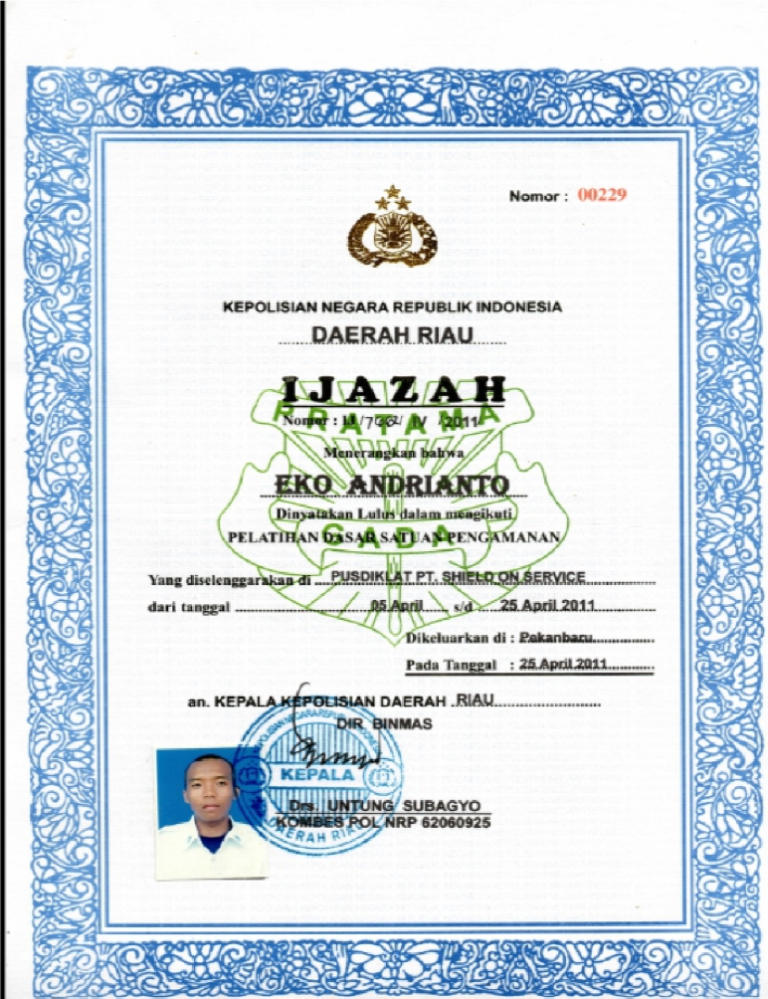 Nomor : 00229
KEPOLISIAN NEGARA REPUBLIK INDONESIA
DAERAH RIAU
IJAZAH
PRATAMA
Nomor : IJ / / IV / 2011
Menerangkan bahwa
EKO ANDRIANTO
Dinyatakan Lulus dalam mengikuti
GADA
PELATIHAN DASAR SATUAN PENGAMANAN
Yang diselenggarakan di PUSDIKLAT PT. SHIELD ON SERVICE
dari tanggal 05 April s/d 25 April 2011
Dikeluarkan di : Pekanbaru
Pada Tanggal : 25 April 2011
an. KEPALA KEPOLISIAN DAERAH RIAU
DIR BINMAS
KEPALA
Drs. UNTUNG SUBAGYO
KOMBES POL NRP 62060925
DAERAH RIAU